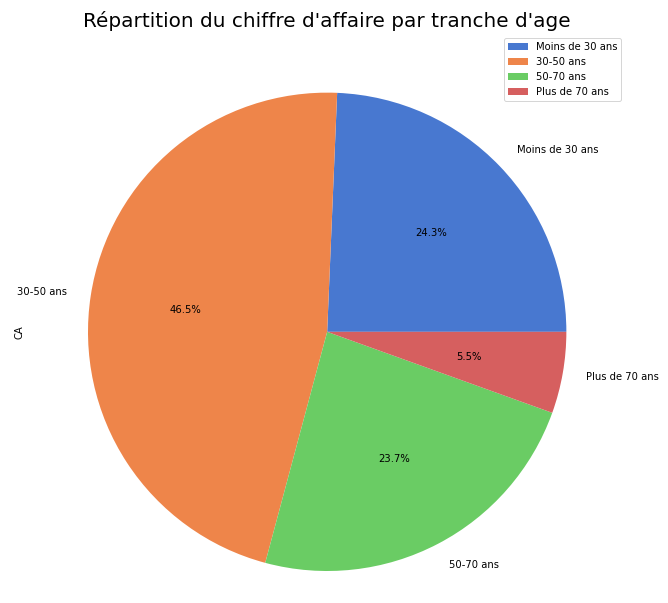 Répartition du chiffre d'affaire par tranche d'age
Moins de 30 ans
30-50 ans
50-70 ans
Plus de 70 ans
Moins de 30 ans
24.3%
30-50 ans
46.5%
CA
5.5%
Plus de 70 ans
23.7%
50-70 ans